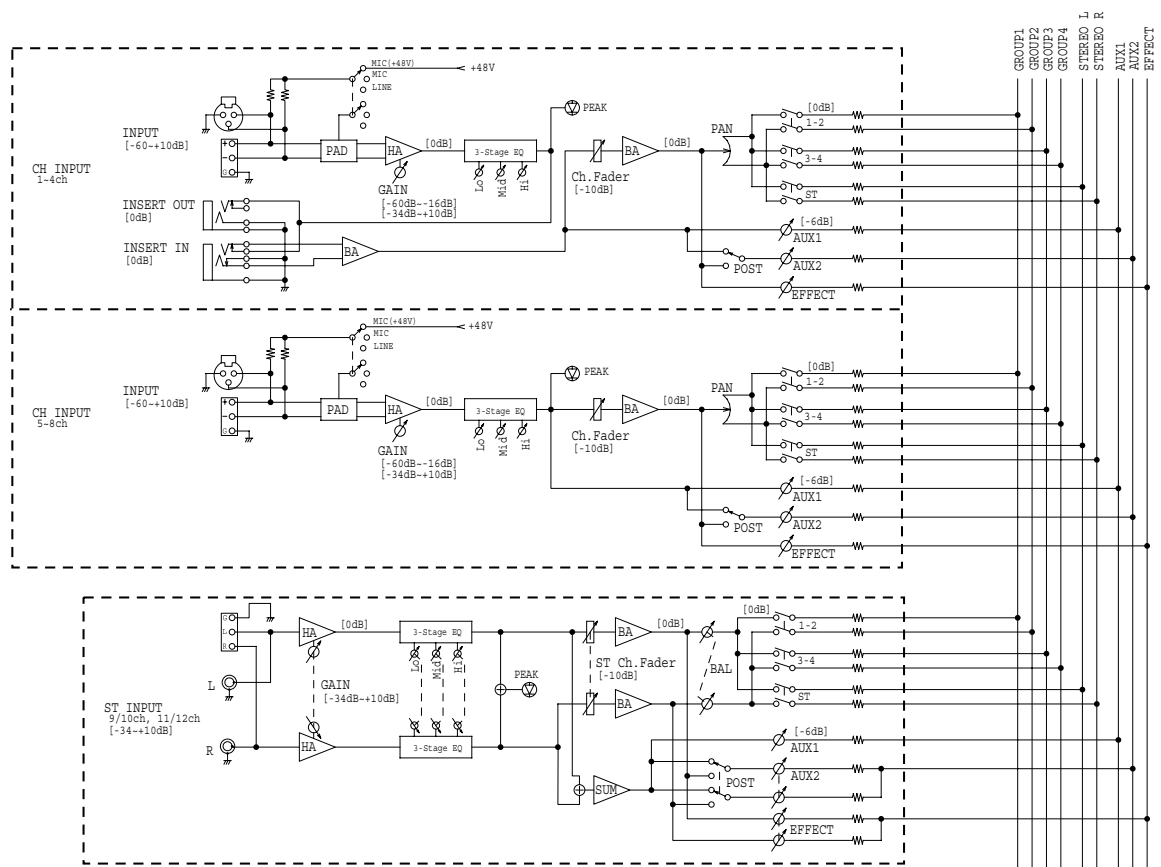 GROUP1
GROUP2
GROUP3
GROUP4
STEREO L
STEREO R
AUX1
AUX2
EFFECT
MIC(+48V)
+48V
MIC
LINE
PEAK
INPUT
[-60~+10dB]
+
−
G
PAD
HA
[0dB]
3-Stage EQ
Lo
Mid
Hi
GAIN
[-60dB~-16dB]
[-34dB~+10dB]
CH INPUT
1~4ch
INSERT OUT
[0dB]
INSERT IN
[0dB]
BA
Ch.Fader
[-10dB]
BA
[0dB]
PAN
[0dB]
1-2
3-4
ST
[-6dB]
AUX1
POST
AUX2
EFFECT
MIC(+48V)
+48V
MIC
LINE
PEAK
INPUT
[-60~+10dB]
+
−
G
PAD
HA
[0dB]
3-Stage EQ
Lo
Mid
Hi
GAIN
[-60dB~-16dB]
[-34dB~+10dB]
CH INPUT
5~8ch
Ch.Fader
[-10dB]
BA
[0dB]
PAN
[0dB]
1-2
3-4
ST
[-6dB]
AUX1
POST
AUX2
EFFECT
G
L
R
L
R
ST INPUT
9/10ch, 11/12ch
[-34~+10dB]
HA
[0dB]
GAIN
[-34dB~+10dB]
HA
3-Stage EQ
Lo
Mid
Hi
3-Stage EQ
PEAK
BA
[0dB]
ST Ch.Fader
[-10dB]
BA
SUM
BAL
[0dB]
1-2
3-4
ST
[-6dB]
AUX1
POST
AUX2
EFFECT